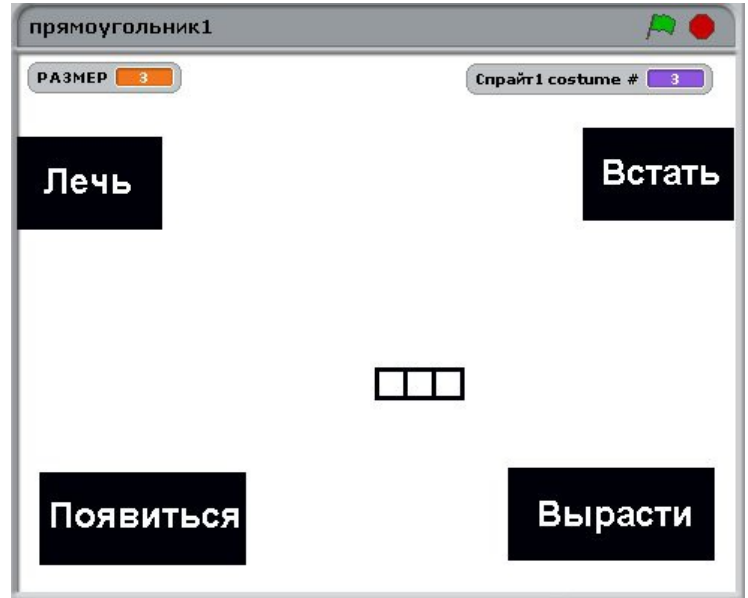 прямоугольник1
РАЗМЕР 3
Спрайт1 costume # 3
Лечь
Встать
Появиться
Вырасти